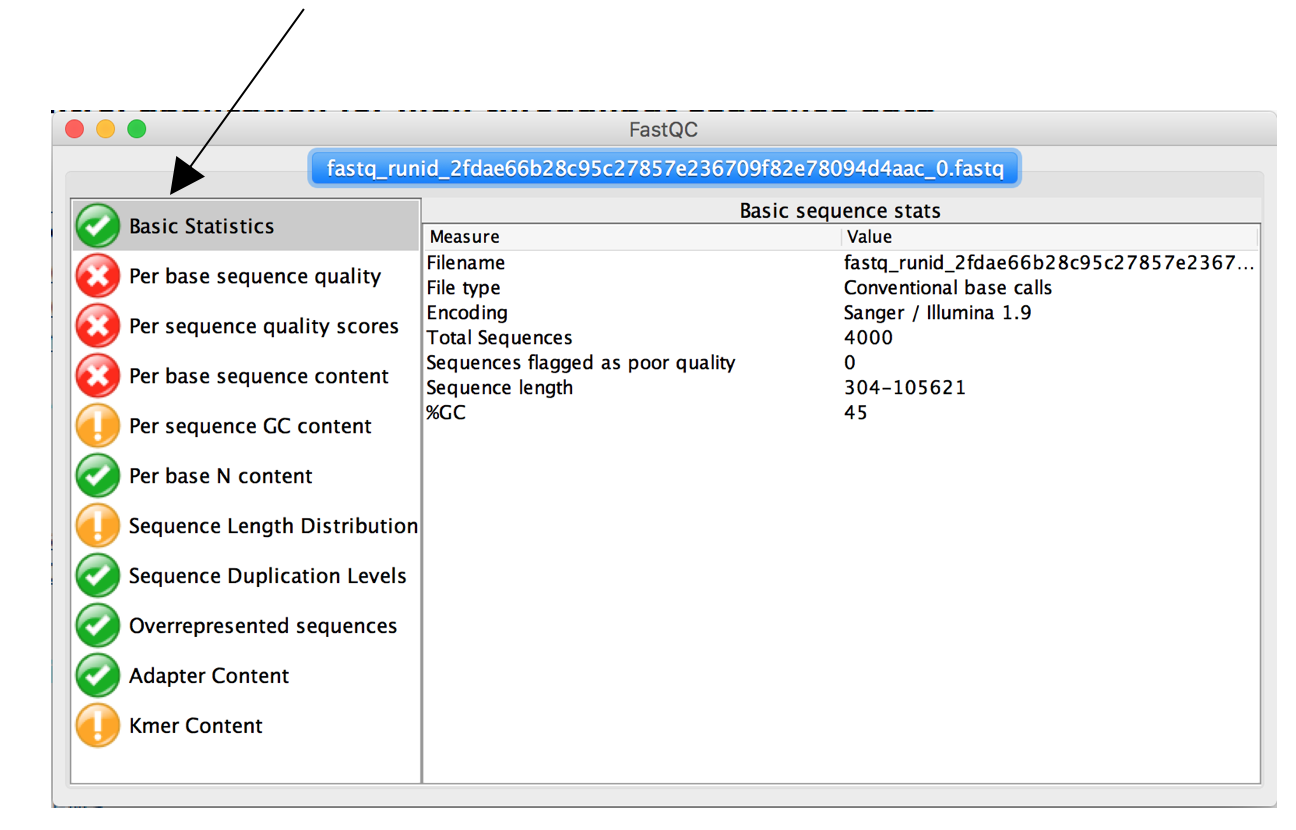 FastQC
fastq_runid_2fdae66b28c95c27857e236709f82e78094d4aac_0.fastq
Basic Statistics
Per base sequence quality
Per sequence quality scores
Per base sequence content
Per sequence GC content
Per base N content
Sequence Length Distribution
Sequence Duplication Levels
Overrepresented sequences
Adapter Content
Kmer Content
Basic sequence stats
Measure Value
Filename fastq_runid_2fdae66b28c95c27857e2367...
File type Conventional base calls
Encoding Sanger / Illumina 1.9
Total Sequences 4000
Sequences flagged as poor quality 0
Sequence length 304-105621
%GC 45